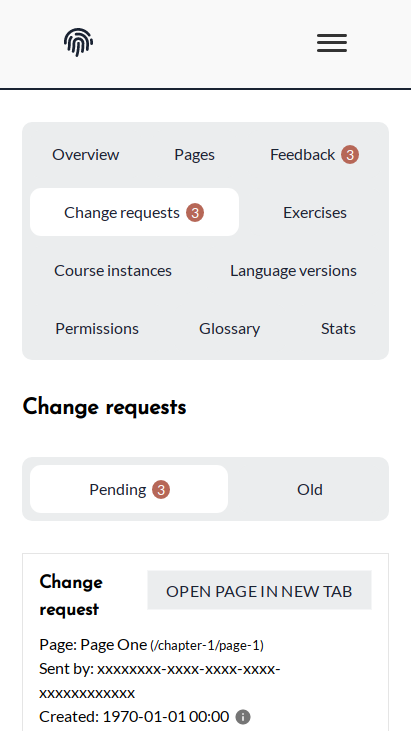 Overview Pages Feedback 3
Change requests 3 Exercises
Course instances Language versions
Permissions Glossary Stats
Change requests
Pending 3 Old
Change
request
OPEN PAGE IN NEW TAB
Page: Page One (/chapter-1/page-1)
Sent by: xxxxxxxx-xxxx-xxxx-xxxx-
xxxxxxxxxxxx
Created: 1970-01-01 00:00